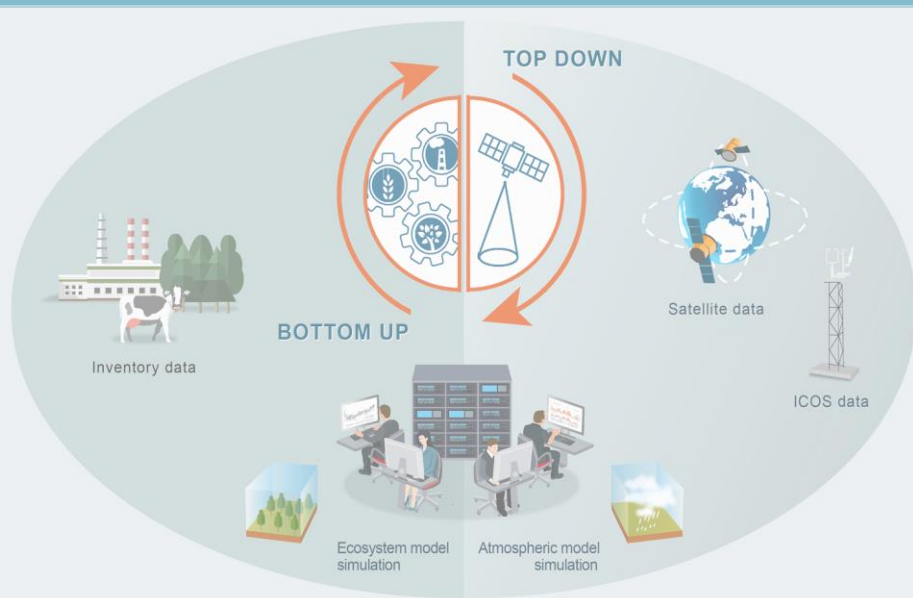 TOP DOWN
BOTTOM UP
Inventory data
Satellite data
ICOS data
Ecosystem model
simulation
Atmospheric model
simulation